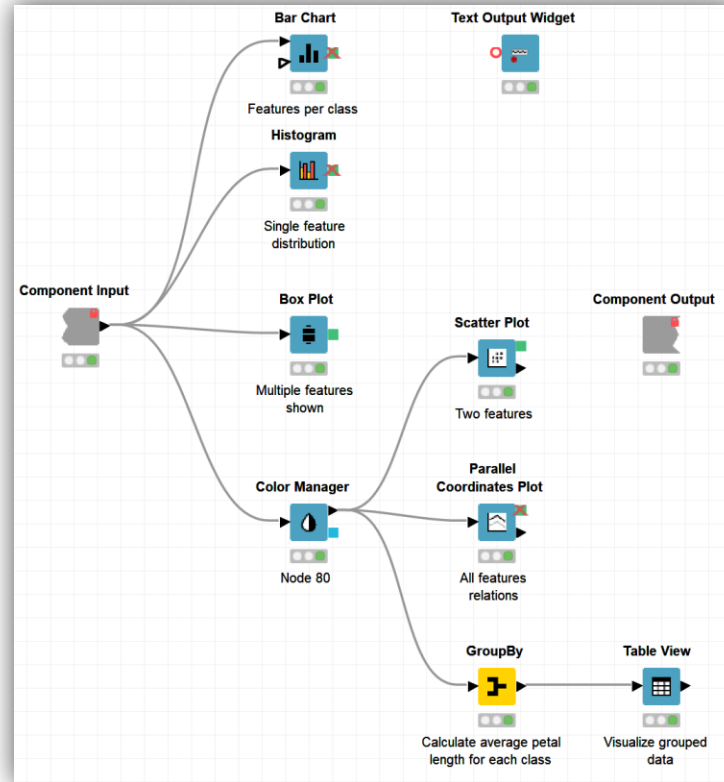 Bar Chart
Text Output Widget
Features per class
Histogram
Single feature
distribution
Component Input
Box Plot
Component Output
Scatter Plot
Multiple features
shown
Two features
Color Manager
Parallel
Coordinates Plot
Node 80
All features
relations
GroupBy
Table View
Calculate average petal
length for each class
Visualize grouped
data